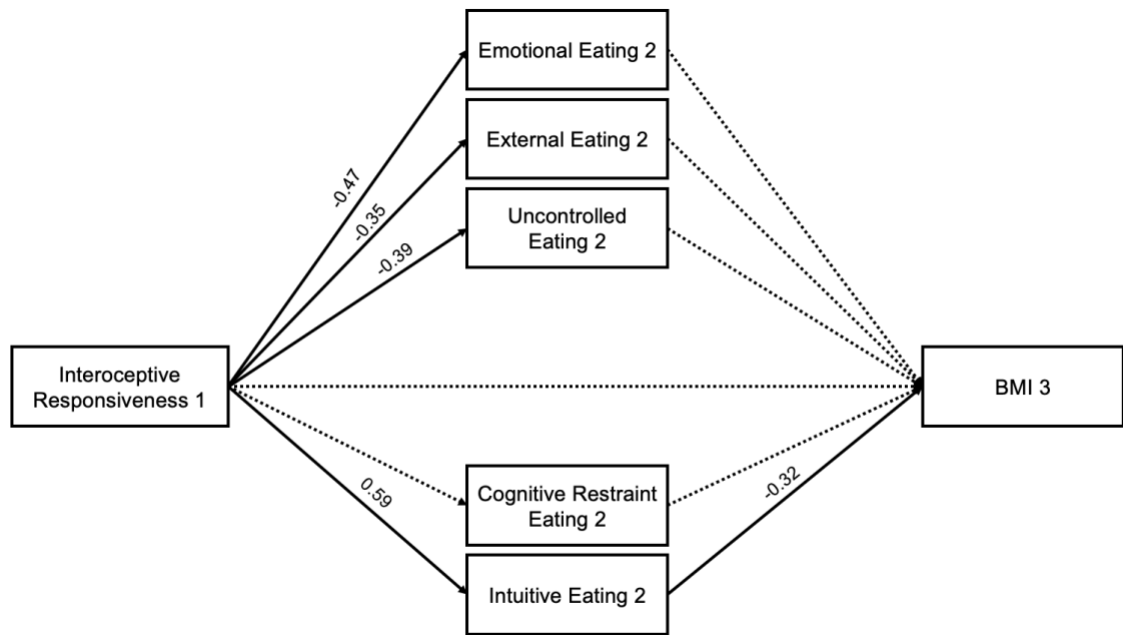 Emotional Eating 2
External Eating 2
Uncontrolled
Eating 2
-0.47
-0.35
-0.39
Interoceptive
Responsiveness 1
BMI 3
Cognitive Restraint
Eating 2
0.59
-0.32
Intuitive Eating 2